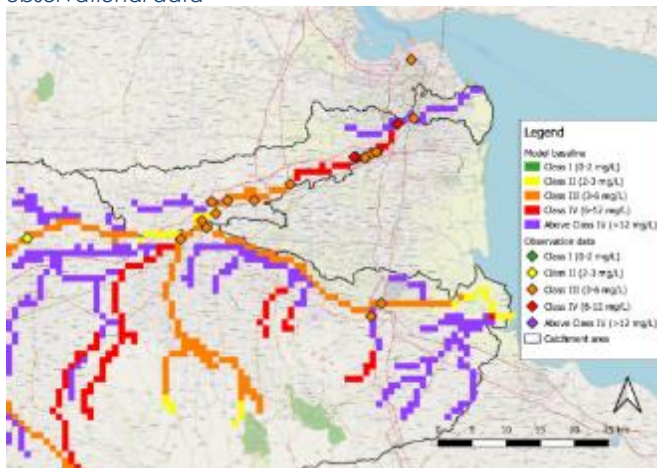 observational data
Legend
Model baseline
Class I (0-2 mg/L)
Class II (2-3 mg/L)
Class III (3-6 mg/L)
Class IV (6-12 mg/L)
Above Class IV (>12 mg/L)
Observation data
Class I (0-2 mg/L)
Class II (2-3 mg/L)
Class III (3-6 mg/L)
Class IV (6-12 mg/L)
Above Class IV (>12 mg/L)
Catchment area
0 5 10 15 20 25 km